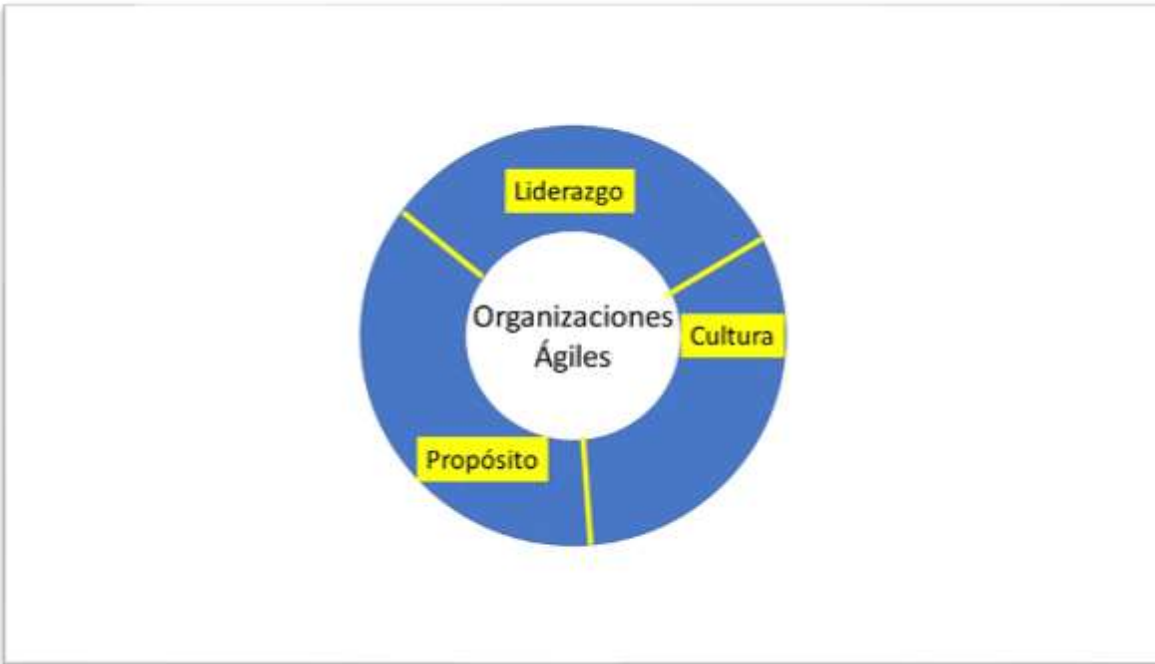 Liderazgo
Organizaciones
Ágiles
Cultura
Propósito